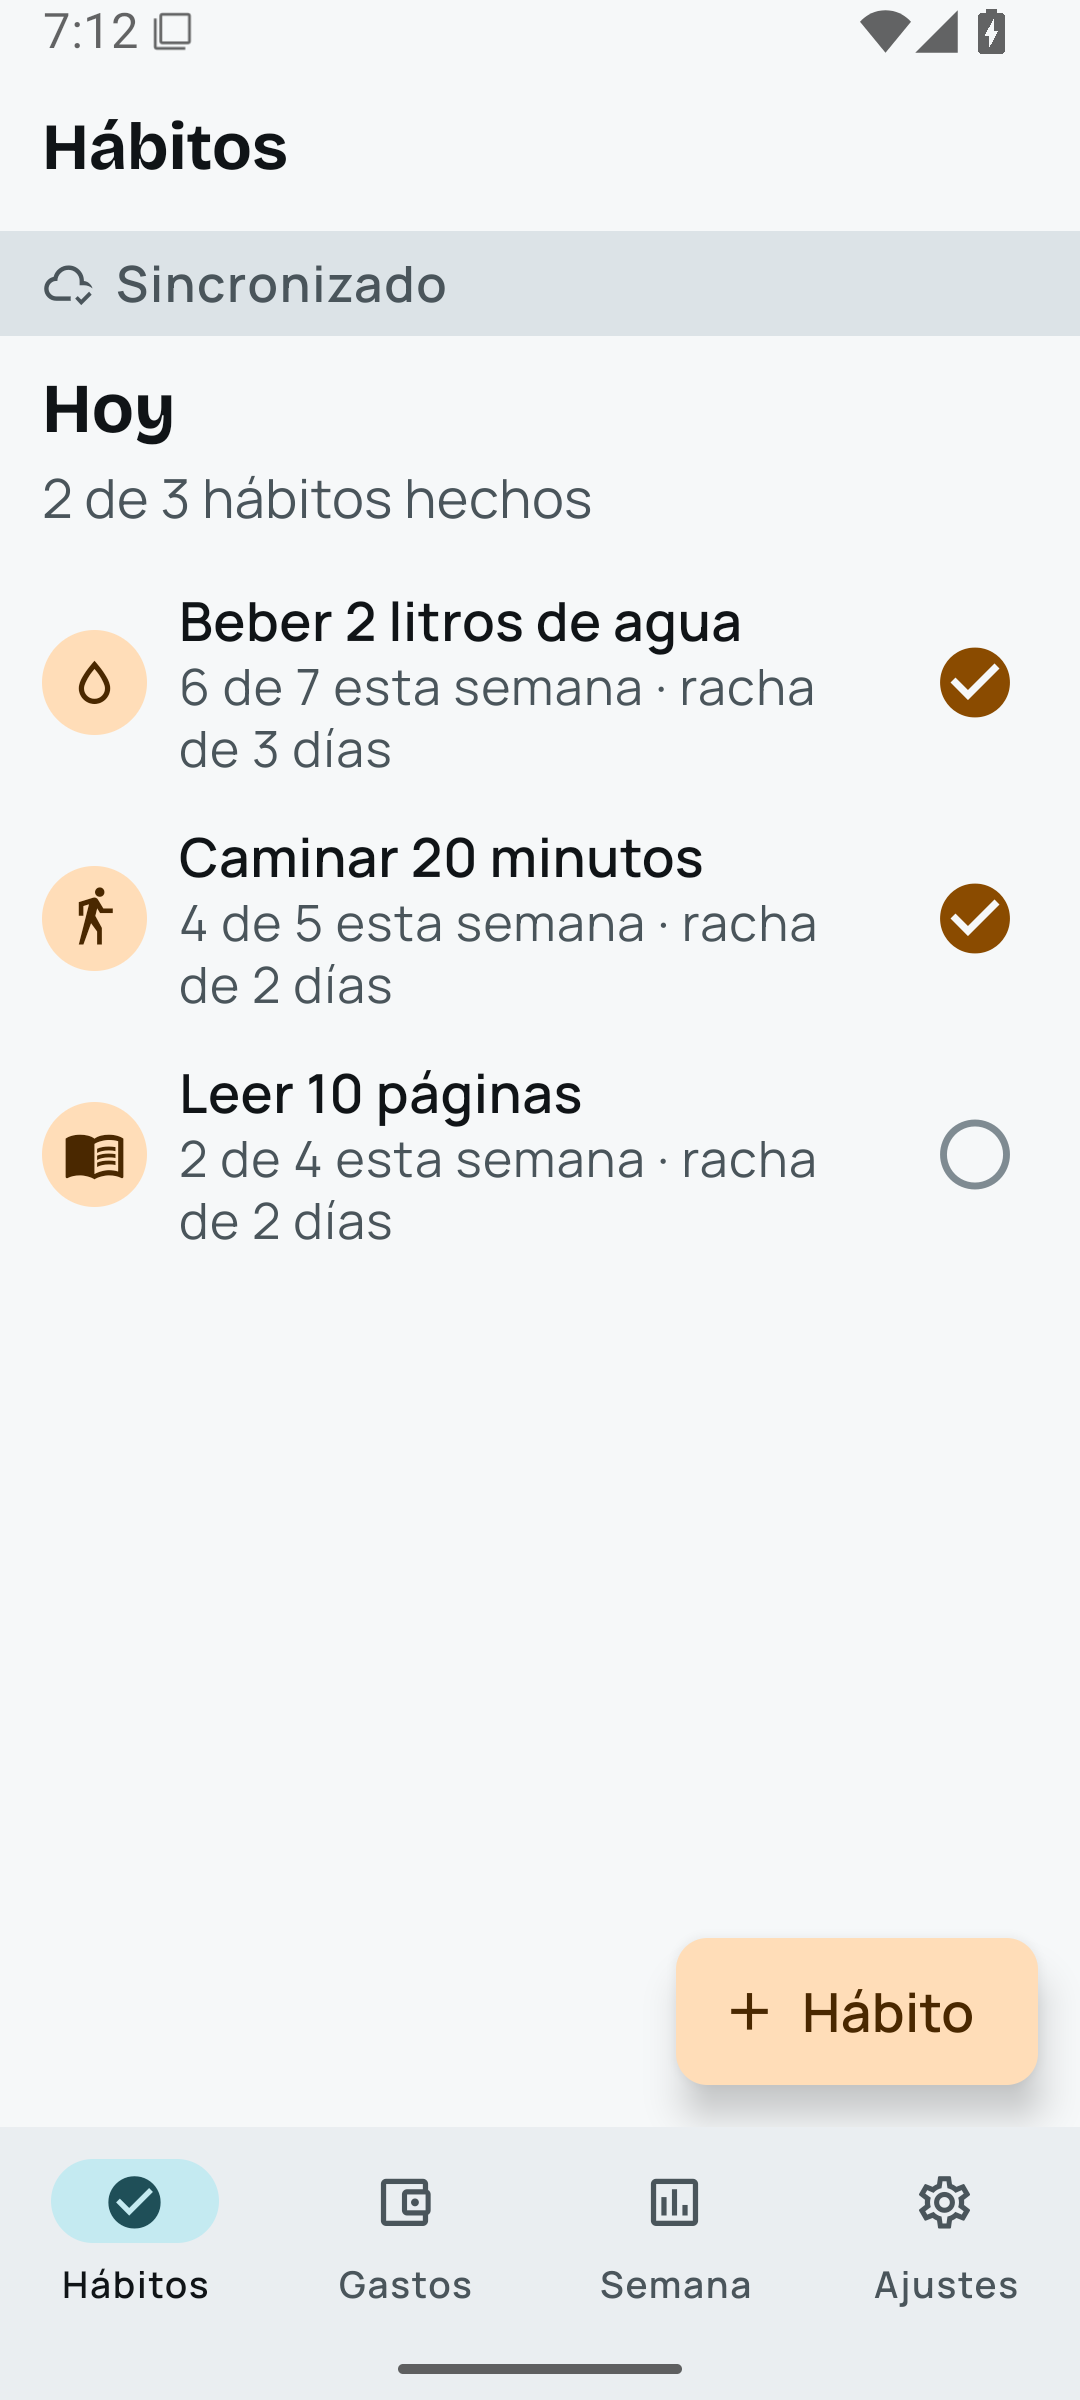 7:12
Hábitos
Sincronizado
Hoy
2 de 3 hábitos hechos
Beber 2 litros de agua
6 de 7 esta semana · racha
de 3 días
Caminar 20 minutos
4 de 5 esta semana · racha
de 2 días
Leer 10 páginas
2 de 4 esta semana · racha
de 2 días
+ Hábito
Hábitos
Gastos
Semana
Ajustes